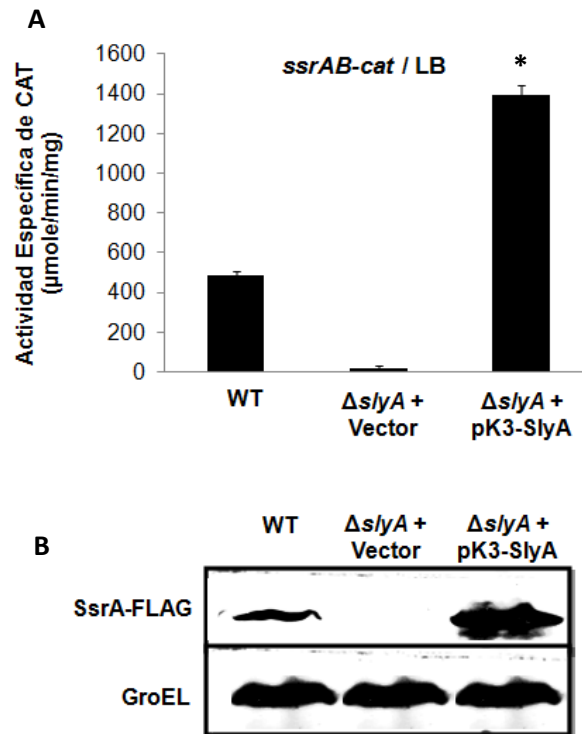 A
ssrAB-cat / LB
*
Actividad Específica de CAT
(µmole/min/mg)
1600
1400
1200
1000
800
600
400
200
0
WT
ΔslyA +
Vector
ΔslyA +
pK3-SlyA
B
WT
ΔslyA +
Vector
ΔslyA +
pK3-SlyA
SsrA-FLAG
GroEL